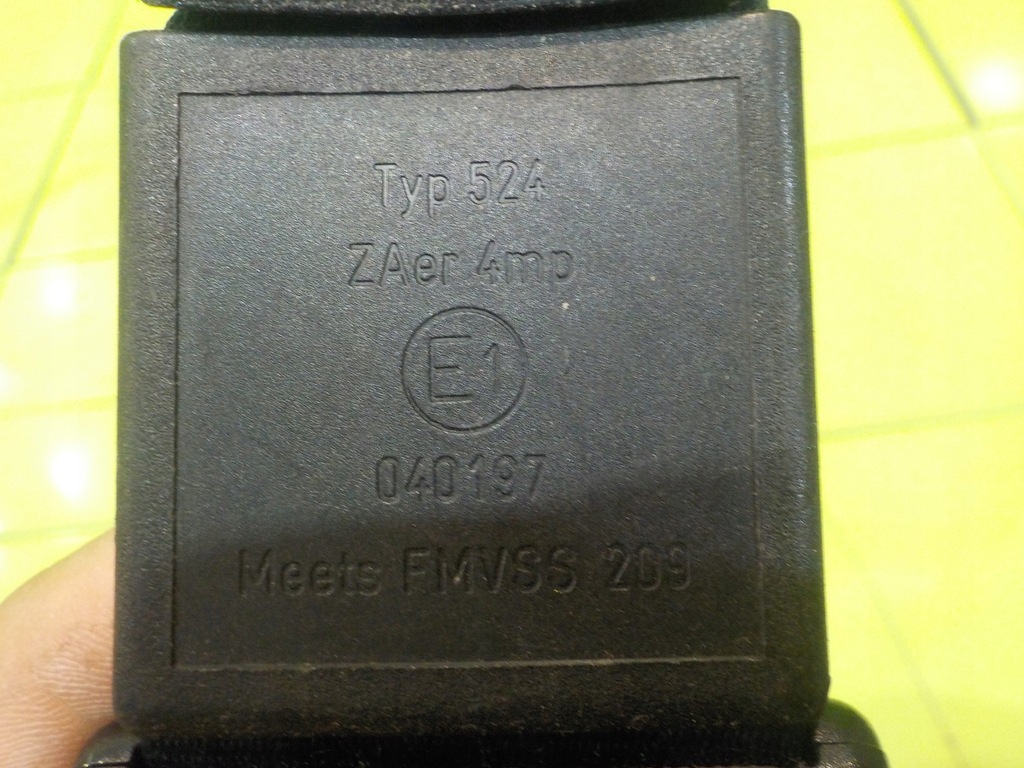 Typ 524
ZAer 4mp
E1
040197
Meets FMVSS 209